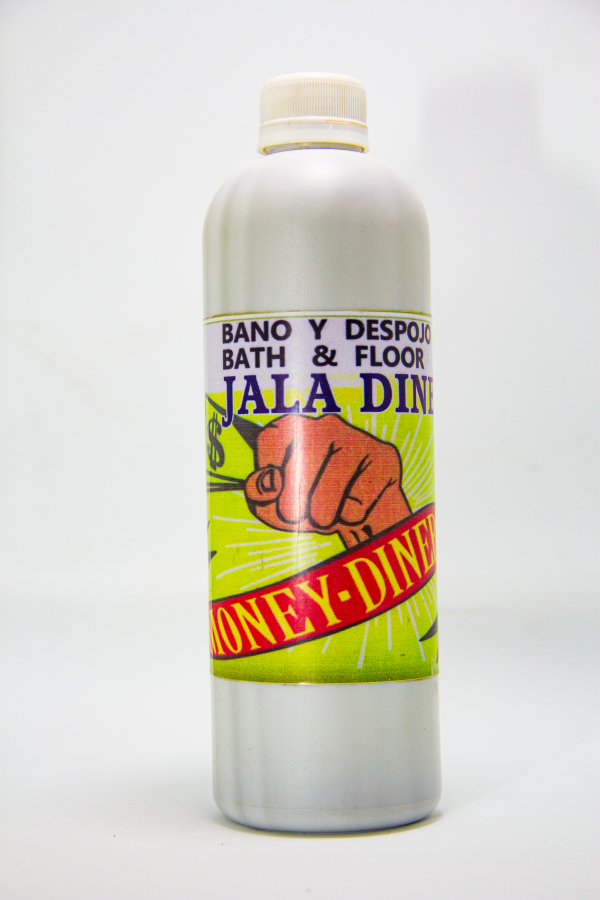 BANO Y DESPOJO
BATH & FLOOR
JALA DINE
$
MONEY-DINER